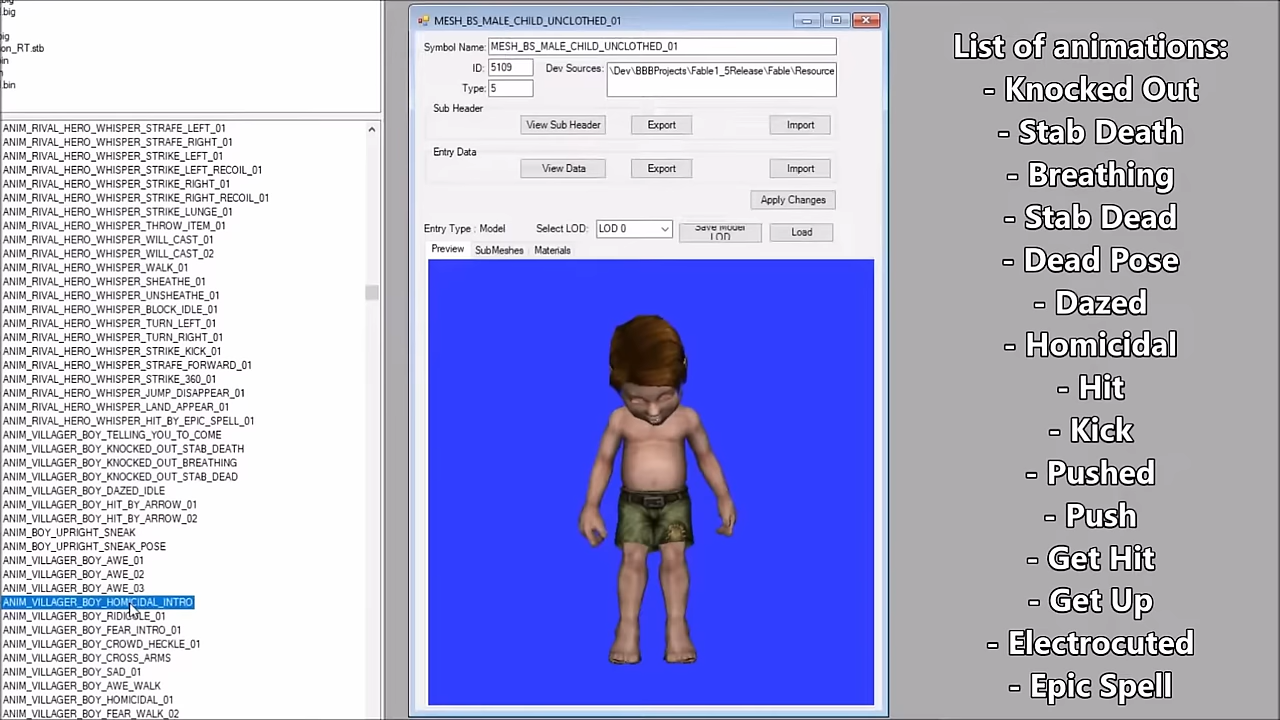 .big
.big
on_RT.stb
.bin
ANIM_RIVAL_HERO_WHISPER_STRAFE_LEFT_01
ANIM_RIVAL_HERO_WHISPER_STRAFE_RIGHT_01
ANIM_RIVAL_HERO_WHISPER_STRIKE_LEFT_01
ANIM_RIVAL_HERO_WHISPER_STRIKE_LEFT_RECOIL_01
ANIM_RIVAL_HERO_WHISPER_STRIKE_RIGHT_01
ANIM_RIVAL_HERO_WHISPER_STRIKE_RIGHT_RECOIL_01
ANIM_RIVAL_HERO_WHISPER_STRIKE_LUNGE_01
ANIM_RIVAL_HERO_WHISPER_THROW_ITEM_01
ANIM_RIVAL_HERO_WHISPER_WILL_CAST_01
ANIM_RIVAL_HERO_WHISPER_WILL_CAST_02
ANIM_RIVAL_HERO_WHISPER_WALK_01
ANIM_RIVAL_HERO_WHISPER_SHEATHE_01
ANIM_RIVAL_HERO_WHISPER_UNSHEATHE_01
ANIM_RIVAL_HERO_WHISPER_BLOCK_IDLE_01
ANIM_RIVAL_HERO_WHISPER_TURN_LEFT_01
ANIM_RIVAL_HERO_WHISPER_TURN_RIGHT_01
ANIM_RIVAL_HERO_WHISPER_STRIKE_KICK_01
ANIM_RIVAL_HERO_WHISPER_STRAFE_FORWARD_01
ANIM_RIVAL_HERO_WHISPER_STRIKE_360_01
ANIM_RIVAL_HERO_WHISPER_JUMP_DISAPPEAR_01
ANIM_RIVAL_HERO_WHISPER_LAND_APPEAR_01
ANIM_RIVAL_HERO_WHISPER_HIT_BY_EPIC_SPELL_01
ANIM_VILLAGER_BOY_TELLING_YOU_TO_COME
ANIM_VILLAGER_BOY_KNOCKED_OUT_STAB_DEATH
ANIM_VILLAGER_BOY_KNOCKED_OUT_BREATHING
ANIM_VILLAGER_BOY_KNOCKED_OUT_STAB_DEAD
ANIM_VILLAGER_BOY_DAZED_IDLE
ANIM_VILLAGER_BOY_HIT_BY_ARROW_01
ANIM_VILLAGER_BOY_HIT_BY_ARROW_02
ANIM_BOY_UPRIGHT_SNEAK
ANIM_BOY_UPRIGHT_SNEAK_POSE
ANIM_VILLAGER_BOY_AWE_01
ANIM_VILLAGER_BOY_AWE_02
ANIM_VILLAGER_BOY_AWE_03
ANIM_VILLAGER_BOY_HOMICIDAL_INTRO
ANIM_VILLAGER_BOY_RIDICULE_01
ANIM_VILLAGER_BOY_FEAR_INTRO_01
ANIM_VILLAGER_BOY_CROWD_HECKLE_01
ANIM_VILLAGER_BOY_CROSS_ARMS
ANIM_VILLAGER_BOY_SAD_01
ANIM_VILLAGER_BOY_AWE_WALK
ANIM_VILLAGER_BOY_HOMICIDAL_01
ANIM_VILLAGER_BOY_FEAR_WALK_02
MESH_BS_MALE_CHILD_UNCLOTHED_01
Symbol Name: MESH_BS_MALE_CHILD_UNCLOTHED_01
ID: 5109 Dev Sources: \Dev\BBBProjects\Fable1_5Release\Fable\Resource
Type: 5
Sub Header
View Sub Header Export Import
Entry Data
View Data Export Import
Apply Changes
Entry Type : Model Select LOD: LOD 0 Save Model LOD Load
Preview SubMeshes Materials
List of animations:
- Knocked Out
- Stab Death
- Breathing
- Stab Dead
- Dead Pose
- Dazed
- Homicidal
- Hit
- Kick
- Pushed
- Push
- Get Hit
- Get Up
- Electrocuted
- Epic Spell